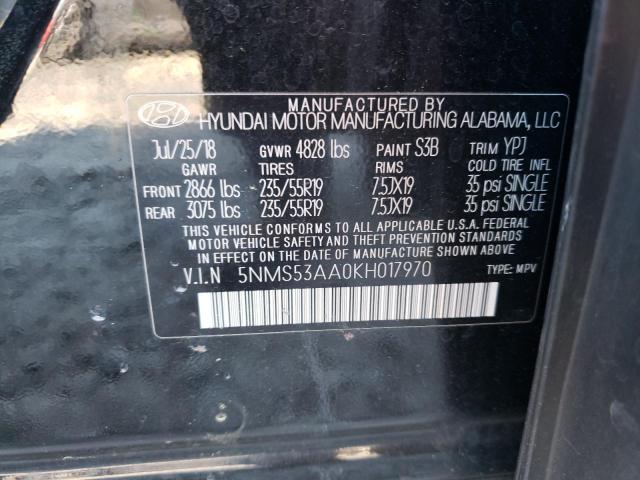 MANUFACTURED BY
HYUNDAI MOTOR MANUFACTURING ALABAMA, LLC
Jul/25/18 GVWR 4828 lbs PAINT S3B TRIM YPJ
GAWR TIRES RIMS COLD TIRE INFL
FRONT 2866 lbs 235/55R19 7.5JX19 35 psi SINGLE
REAR 3075 lbs 235/55R19 7.5JX19 35 psi SINGLE
THIS VEHICLE CONFORMS TO ALL APPLICABLE U.S.A. FEDERAL
MOTOR VEHICLE SAFETY AND THEFT PREVENTION STANDARDS
IN EFFECT ON THE DATE OF MANUFACTURE SHOWN ABOVE.
V.I.N 5NMS53AA0KH017970 TYPE: MPV